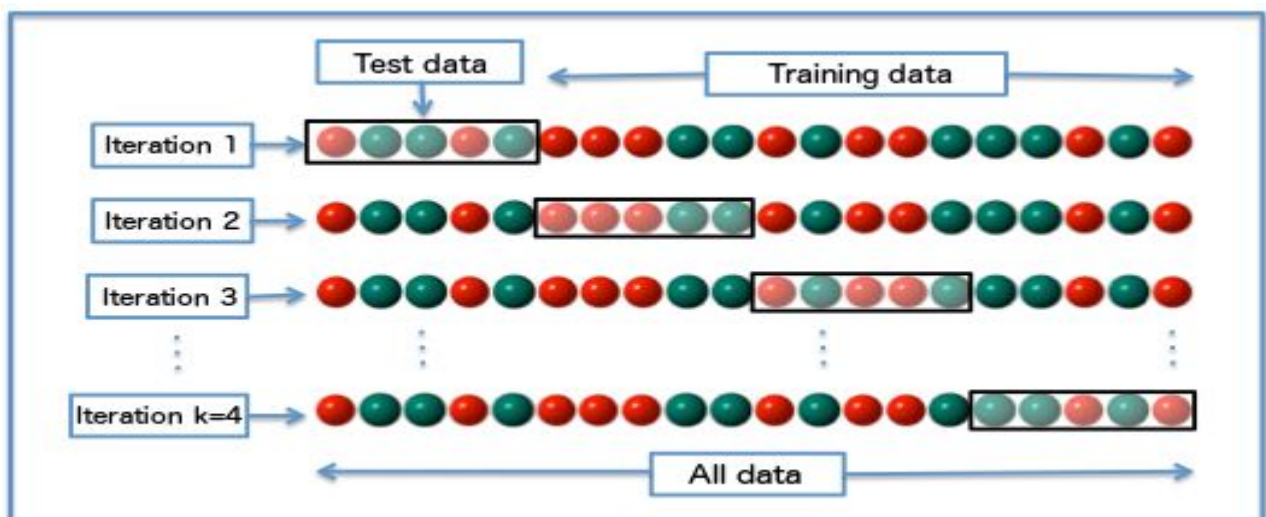 Test data
Training data
Iteration 1
Iteration 2
Iteration 3
Iteration k=4
All data